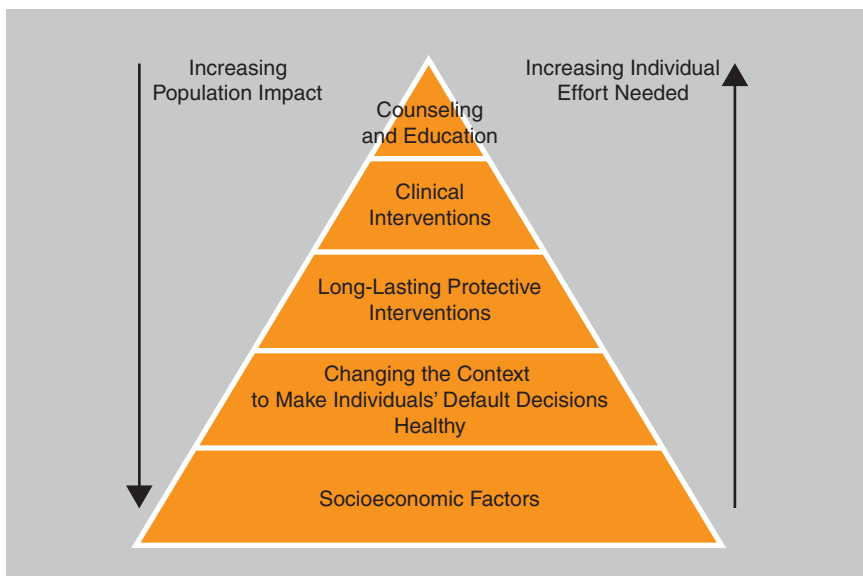 Increasing
Population Impact
Increasing Individual
Effort Needed
Counseling
and Education
Clinical
Interventions
Long-Lasting Protective
Interventions
Changing the Context
to Make Individuals’ Default Decisions
Healthy
Socioeconomic Factors